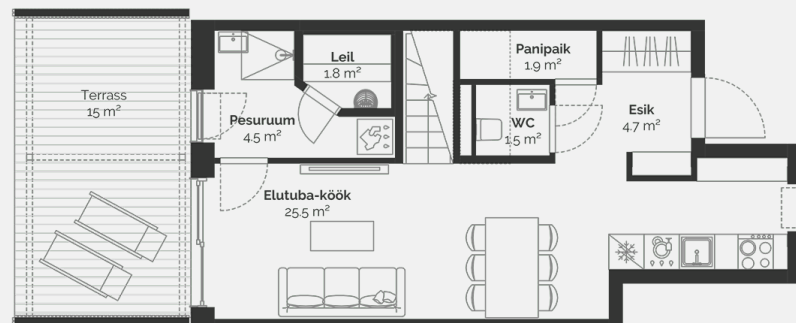 Terrass
15 m²
Pesuruum
4.5 m²
Leil
1.8 m²
Panipaik
1.9 m²
WC
1.5 m²
Esik
4.7 m²
Elutuba-köök
25.5 m²